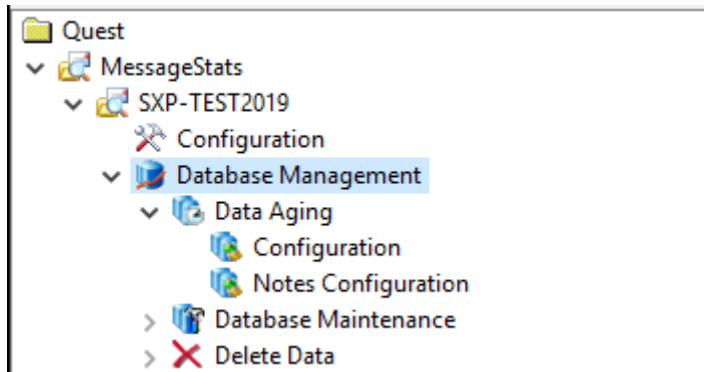 Quest
MessageStats
SXP-TEST2019
Configuration
Database Management
Data Aging
Configuration
Notes Configuration
Database Maintenance
Delete Data